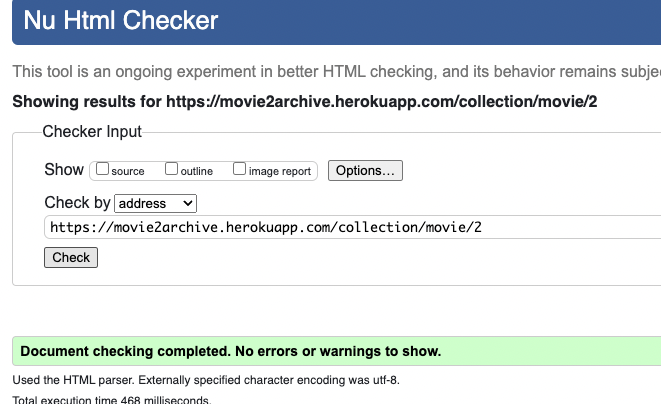 Nu Html Checker
This tool is an ongoing experiment in better HTML checking, and its behavior remains
Showing results for https://movie2archive.herokuapp.com/collection/movie/2
Checker Input
Show source outline image report Options...
Check by address
https://movie2archive.herokuapp.com/collection/movie/2
Check
Document checking completed. No errors or warnings to show.
Used the HTML parser. Externally specified character encoding was utf-8.
Total execution time 468 milliseconds.